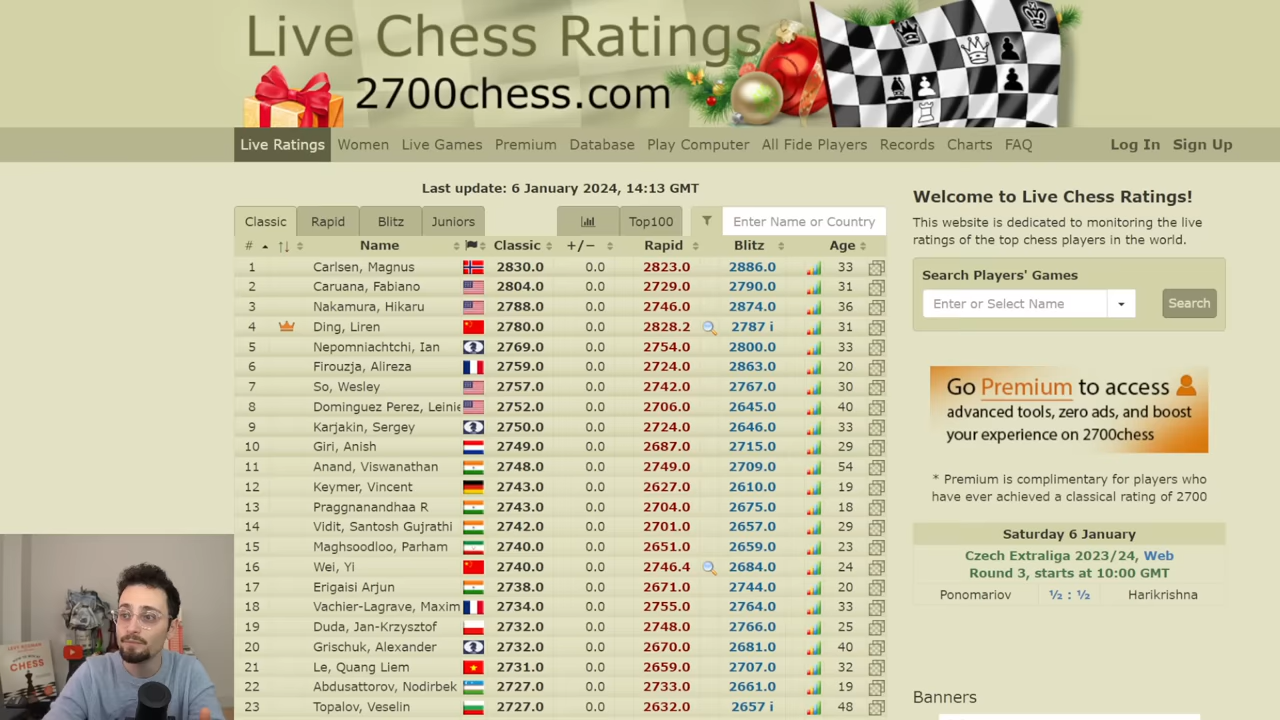 Live Chess Ratings
2700chess.com
Live Ratings Women Live Games Premium Database Play Computer All Fide Players Records Charts FAQ Log In Sign Up
Last update: 6 January 2024, 14:13 GMT
Classic Rapid Blitz Juniors Top100 Enter Name or Country
# Name Classic +/− Rapid Blitz Age
1 Carlsen, Magnus 2830.0 0.0 2823.0 2886.0 33
2 Caruana, Fabiano 2804.0 0.0 2729.0 2790.0 31
3 Nakamura, Hikaru 2788.0 0.0 2746.0 2874.0 36
4 Ding, Liren 2780.0 0.0 2828.2 2787 i 31
5 Nepomniachtchi, Ian 2769.0 0.0 2754.0 2800.0 33
6 Firouzja, Alireza 2759.0 0.0 2724.0 2863.0 20
7 So, Wesley 2757.0 0.0 2742.0 2767.0 30
8 Dominguez Perez, Leinie 2752.0 0.0 2706.0 2645.0 40
9 Karjakin, Sergey 2750.0 0.0 2724.0 2646.0 33
10 Giri, Anish 2749.0 0.0 2687.0 2715.0 29
11 Anand, Viswanathan 2748.0 0.0 2749.0 2709.0 54
12 Keymer, Vincent 2743.0 0.0 2627.0 2610.0 19
13 Praggnanandhaa R 2743.0 0.0 2704.0 2675.0 18
14 Vidit, Santosh Gujrathi 2742.0 0.0 2701.0 2657.0 29
15 Maghsoodloo, Parham 2740.0 0.0 2651.0 2659.0 23
16 Wei, Yi 2740.0 0.0 2746.4 2684.0 24
17 Erigaisi Arjun 2738.0 0.0 2671.0 2744.0 20
18 Vachier-Lagrave, Maxim 2734.0 0.0 2755.0 2764.0 33
19 Duda, Jan-Krzysztof 2732.0 0.0 2748.0 2766.0 25
20 Grischuk, Alexander 2732.0 0.0 2670.0 2681.0 40
21 Le, Quang Liem 2731.0 0.0 2659.0 2707.0 32
22 Abdusattorov, Nodirbek 2727.0 0.0 2733.0 2661.0 19
23 Topalov, Veselin 2727.0 0.0 2632.0 2657 i 48
Welcome to Live Chess Ratings!
This website is dedicated to monitoring the live
ratings of the top chess players in the world.
Search Players' Games
Enter or Select Name Search
Go Premium to access
advanced tools, zero ads, and boost
your experience on 2700chess
* Premium is complimentary for players who
have ever achieved a classical rating of 2700
Saturday 6 January
Czech Extraliga 2023/24, Web
Round 3, starts at 10:00 GMT
Ponomariov ½ : ½ Harikrishna
Banners
CHESS